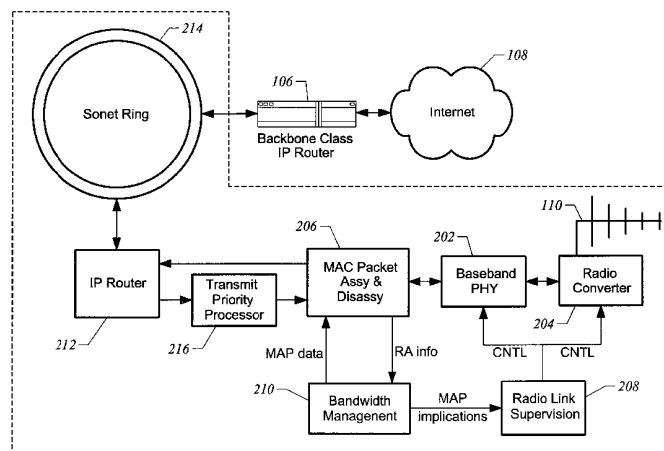 214
Sonet Ring
106
Backbone Class
IP Router
108
Internet
206
202
110
IP Router
212
Transmit
Priority
Processor
216
MAC Packet
Assy &
Disassy
Baseband
PHY
Radio
Converter
204
MAP data
RA info
CNTL
CNTL
210
Bandwidth
Management
MAP
implications
Radio Link
Supervision
208